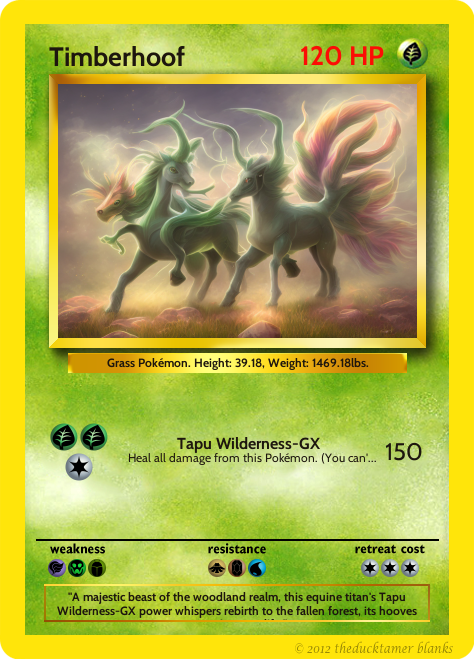 Timberhoof 120 HP
Grass Pokémon. Height: 39.18, Weight: 1469.18lbs.
Tapu Wilderness-GX
Heal all damage from this Pokémon. (You can'... 150
weakness resistance retreat cost
"A majestic beast of the woodland realm, this equine titan's Tapu
Wilderness-GX power whispers rebirth to the fallen forest, its hooves
© 2012 theducktamer blanks